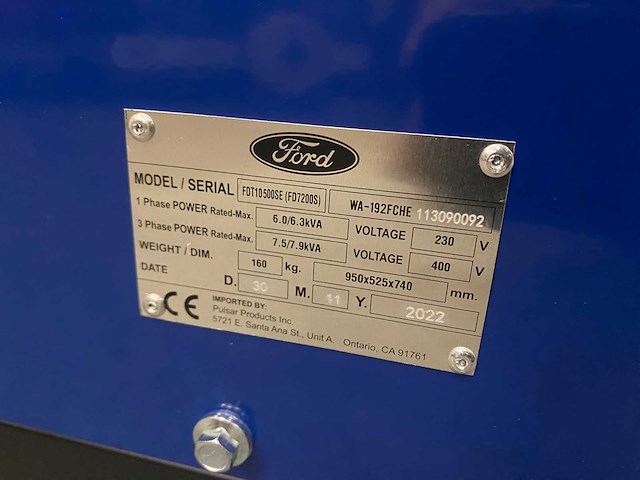 Ford
MODEL / SERIAL FDT10500SE (FD7200S) WA-192FCHE 113090092
1 Phase POWER Rated-Max. 6.0/6.3kVA VOLTAGE 230 V
3 Phase POWER Rated-Max. 7.5/7.9kVA VOLTAGE 400 V
WEIGHT / DIM. 160 kg. 950x525x740 mm.
DATE D. 30 M. 11 Y. 2022
CE IMPORTED BY:
Pulsar Products Inc.
5721 E. Santa Ana St., Unit A. Ontario, CA 91761